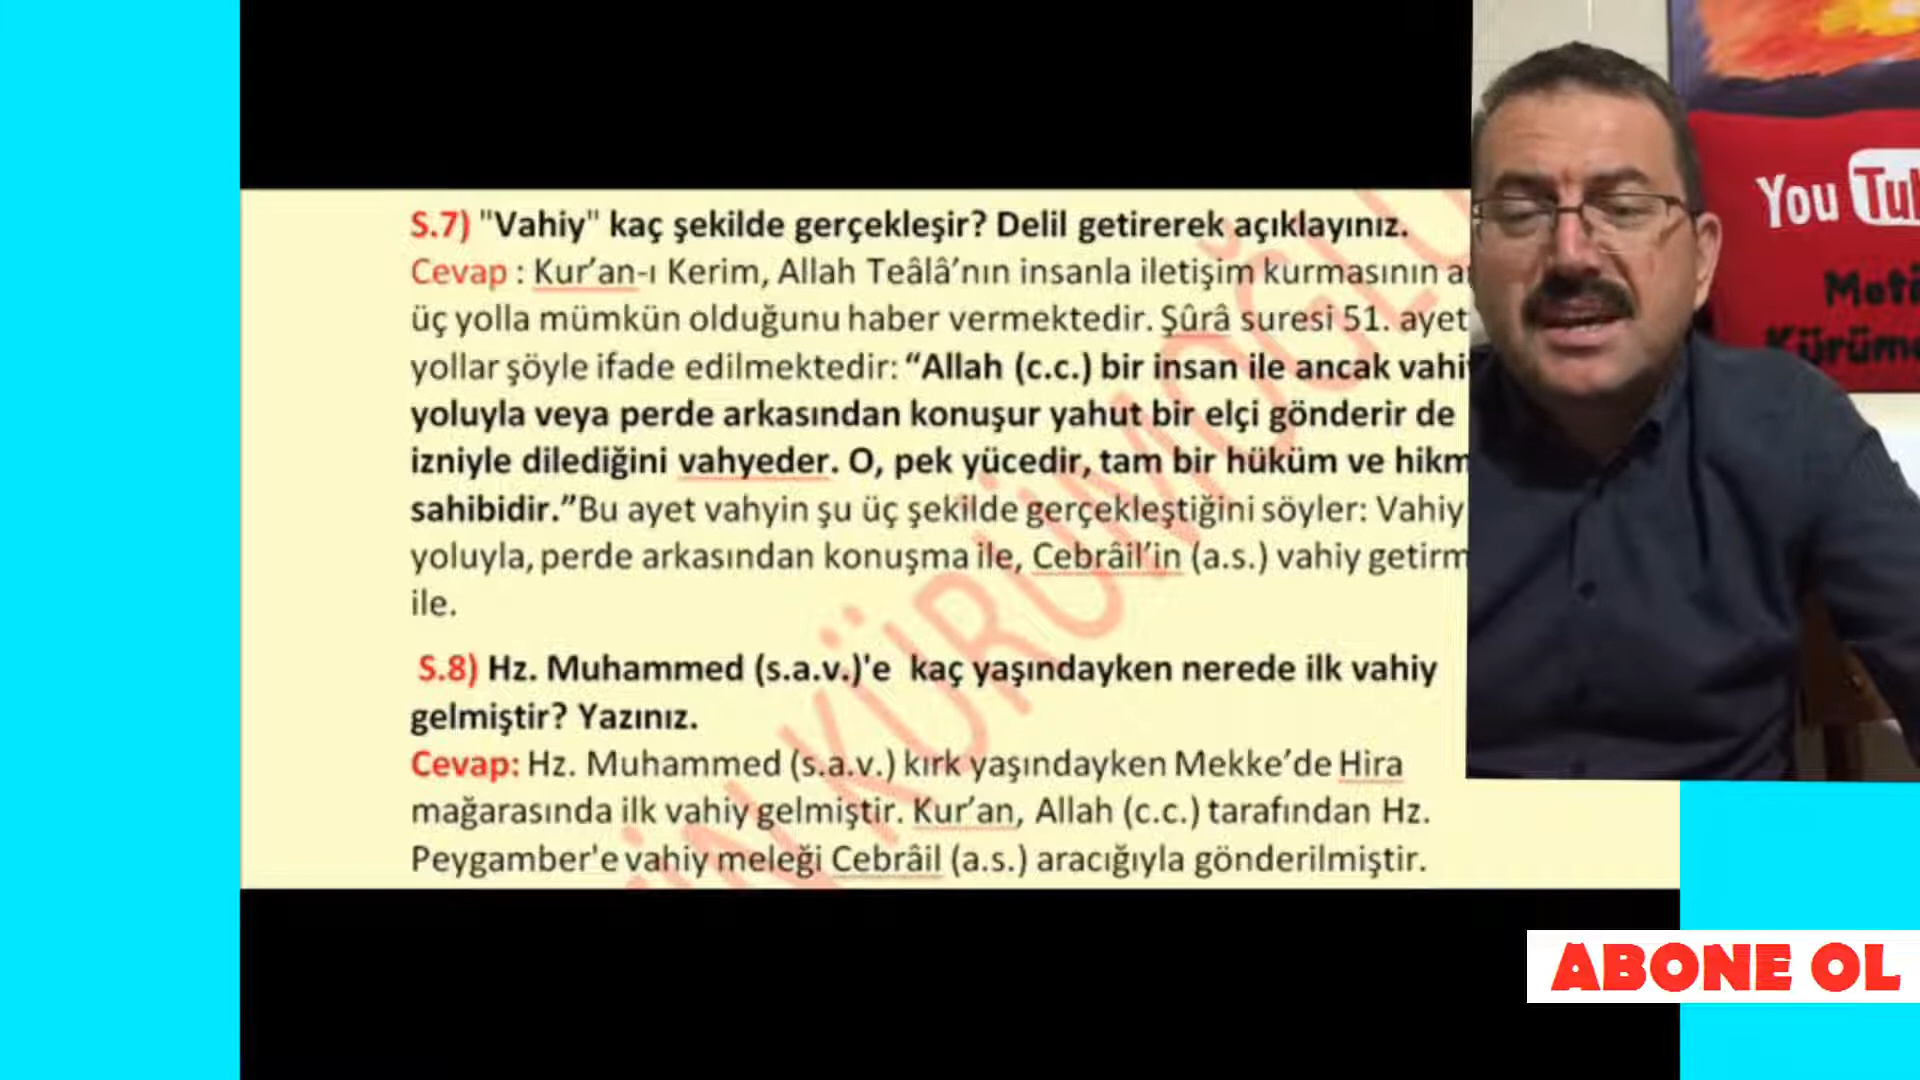 S.7) "Vahiy" kaç şekilde gerçekleşir? Delil getirerek açıklayınız.
Cevap : Kur’an-ı Kerim, Allah Teâlâ’nın insanla iletişim kurmasının
üç yolla mümkün olduğunu haber vermektedir. Şûrâ suresi 51. ayet
yollar şöyle ifade edilmektedir: “Allah (c.c.) bir insan ile ancak
yoluyla veya perde arkasından konuşur yahut bir elçi gönderir de
izniyle dilediğini vahyeder. O, pek yücedir, tam bir hüküm ve
sahibidir.”Bu ayet vahyin şu üç şekilde gerçekleştiğini söyler: Vahiy
yoluyla, perde arkasından konuşma ile, Cebrâil’in (a.s.) vahiy
ile.
S.8) Hz. Muhammed (s.a.v.)'e kaç yaşındayken nerede ilk vahiy
gelmiştir? Yazınız.
Cevap: Hz. Muhammed (s.a.v.) kırk yaşındayken Mekke’de Hira
mağarasında ilk vahiy gelmiştir. Kur’an, Allah (c.c.) tarafından Hz.
Peygamber'e vahiy meleği Cebrâil (a.s.) aracığıyla gönderilmiştir.
KÜRÜMOĞLU
You
ABONE OL